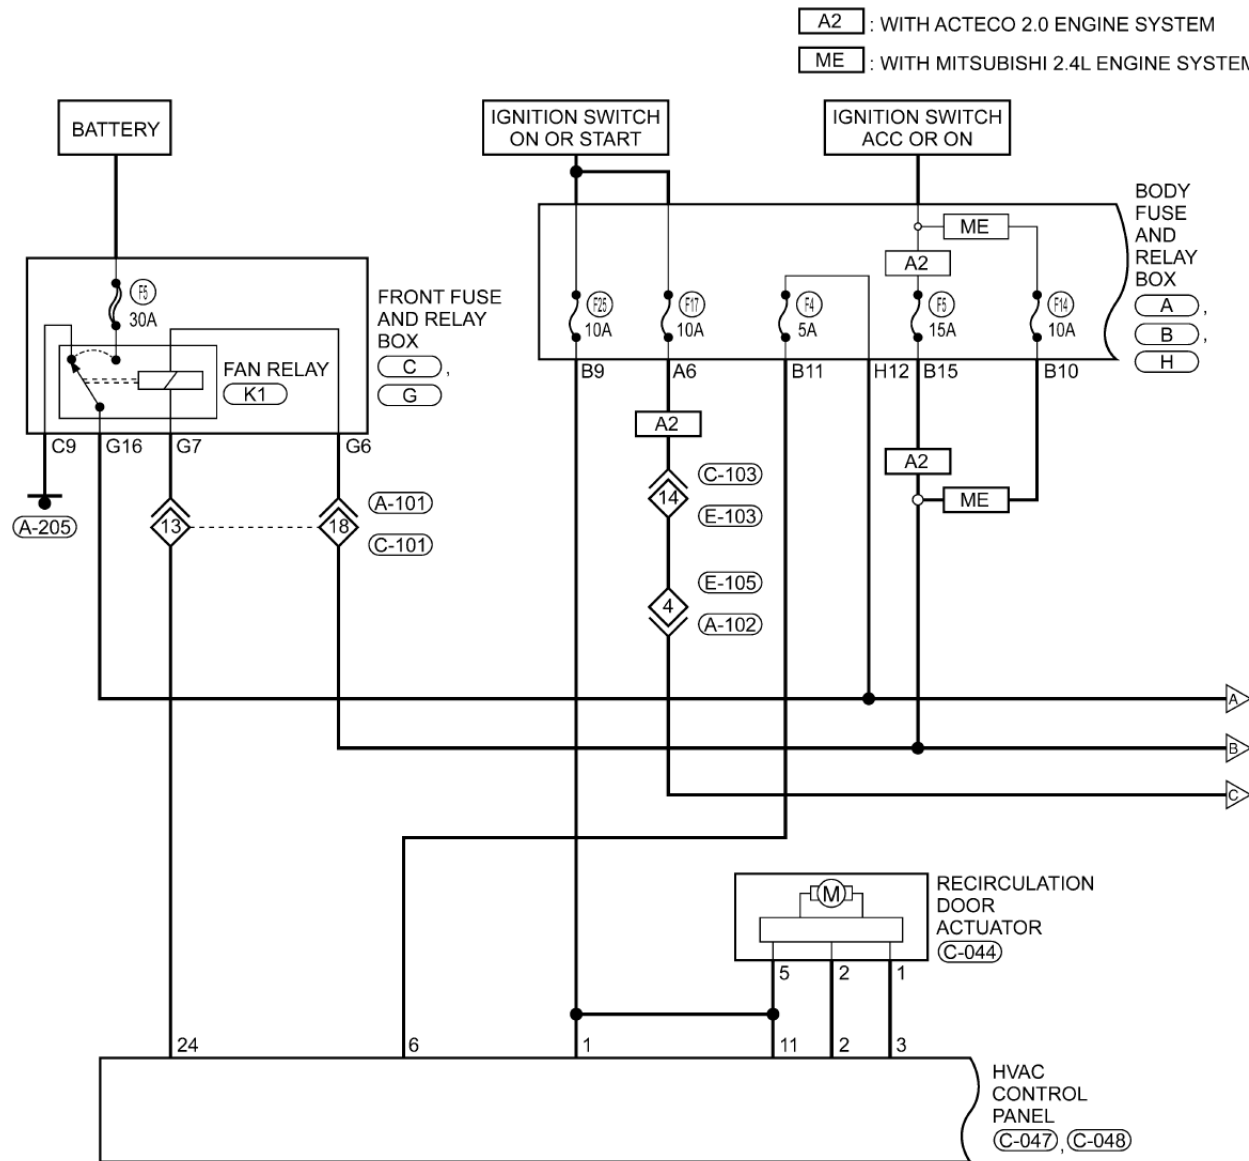 A2 : WITH ACTECO 2.0 ENGINE SYSTEM
ME : WITH MITSUBISHI 2.4L ENGINE SYSTEM
BATTERY
IGNITION SWITCH
ON OR START
IGNITION SWITCH
ACC OR ON
BODY
FUSE
AND
RELAY
BOX
A ,
B ,
H
ME
A2
F5
30A
F25
10A
F17
10A
F4
5A
F5
15A
F14
10A
FRONT FUSE
AND RELAY
BOX
C ,
G
FAN RELAY
K1
B9
A6
B11
H12
B15
B10
C9
G16
G7
G6
A2
A2
ME
A-205
13
18
A-101
C-101
14
C-103
E-103
4
E-105
A-102
A
B
C
M
RECIRCULATION
DOOR
ACTUATOR
C-044
5
2
1
24
6
1
11
2
3
HVAC
CONTROL
PANEL
C-047 , C-048